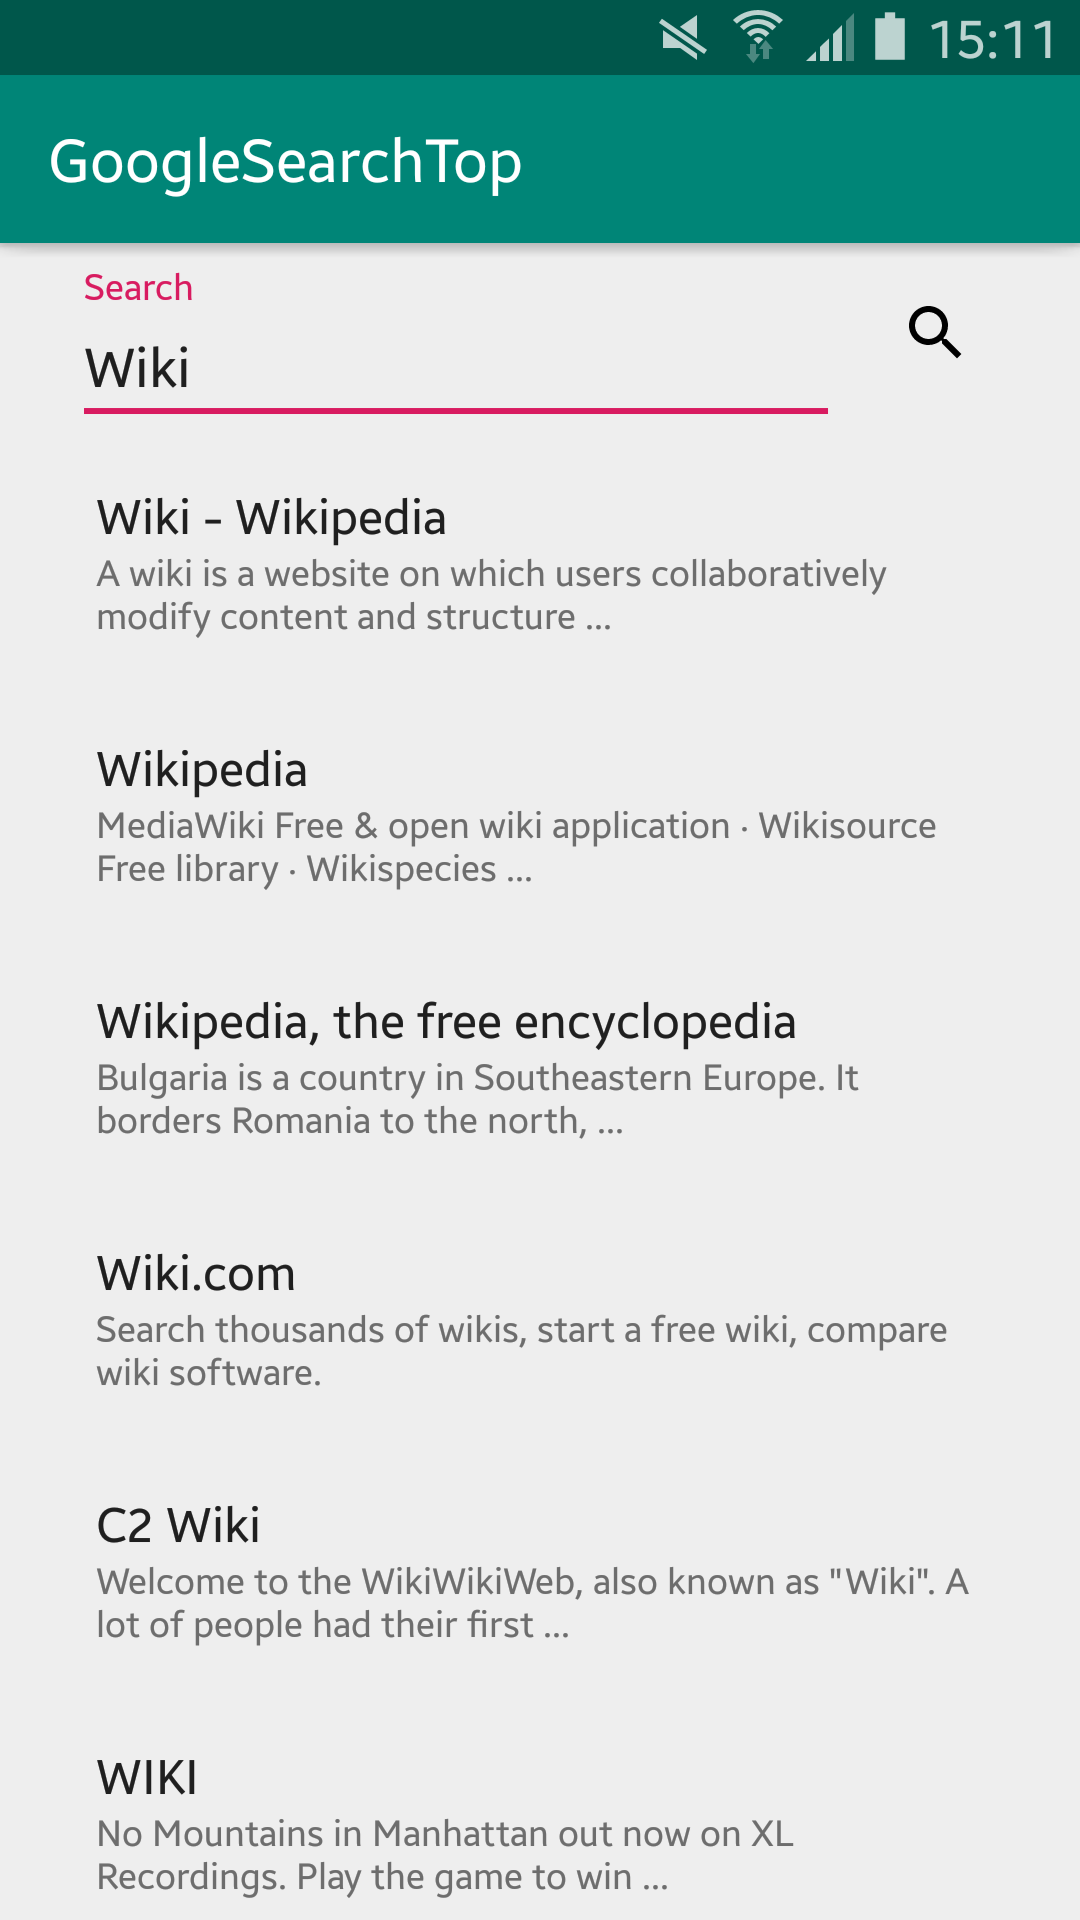 15:11
GoogleSearchTop
Search
Wiki
Wiki - Wikipedia
A wiki is a website on which users collaboratively
modify content and structure ...
Wikipedia
MediaWiki Free & open wiki application · Wikisource
Free library · Wikispecies ...
Wikipedia, the free encyclopedia
Bulgaria is a country in Southeastern Europe. It
borders Romania to the north, ...
Wiki.com
Search thousands of wikis, start a free wiki, compare
wiki software.
C2 Wiki
Welcome to the WikiWikiWeb, also known as "Wiki". A
lot of people had their first ...
WIKI
No Mountains in Manhattan out now on XL
Recordings. Play the game to win ...